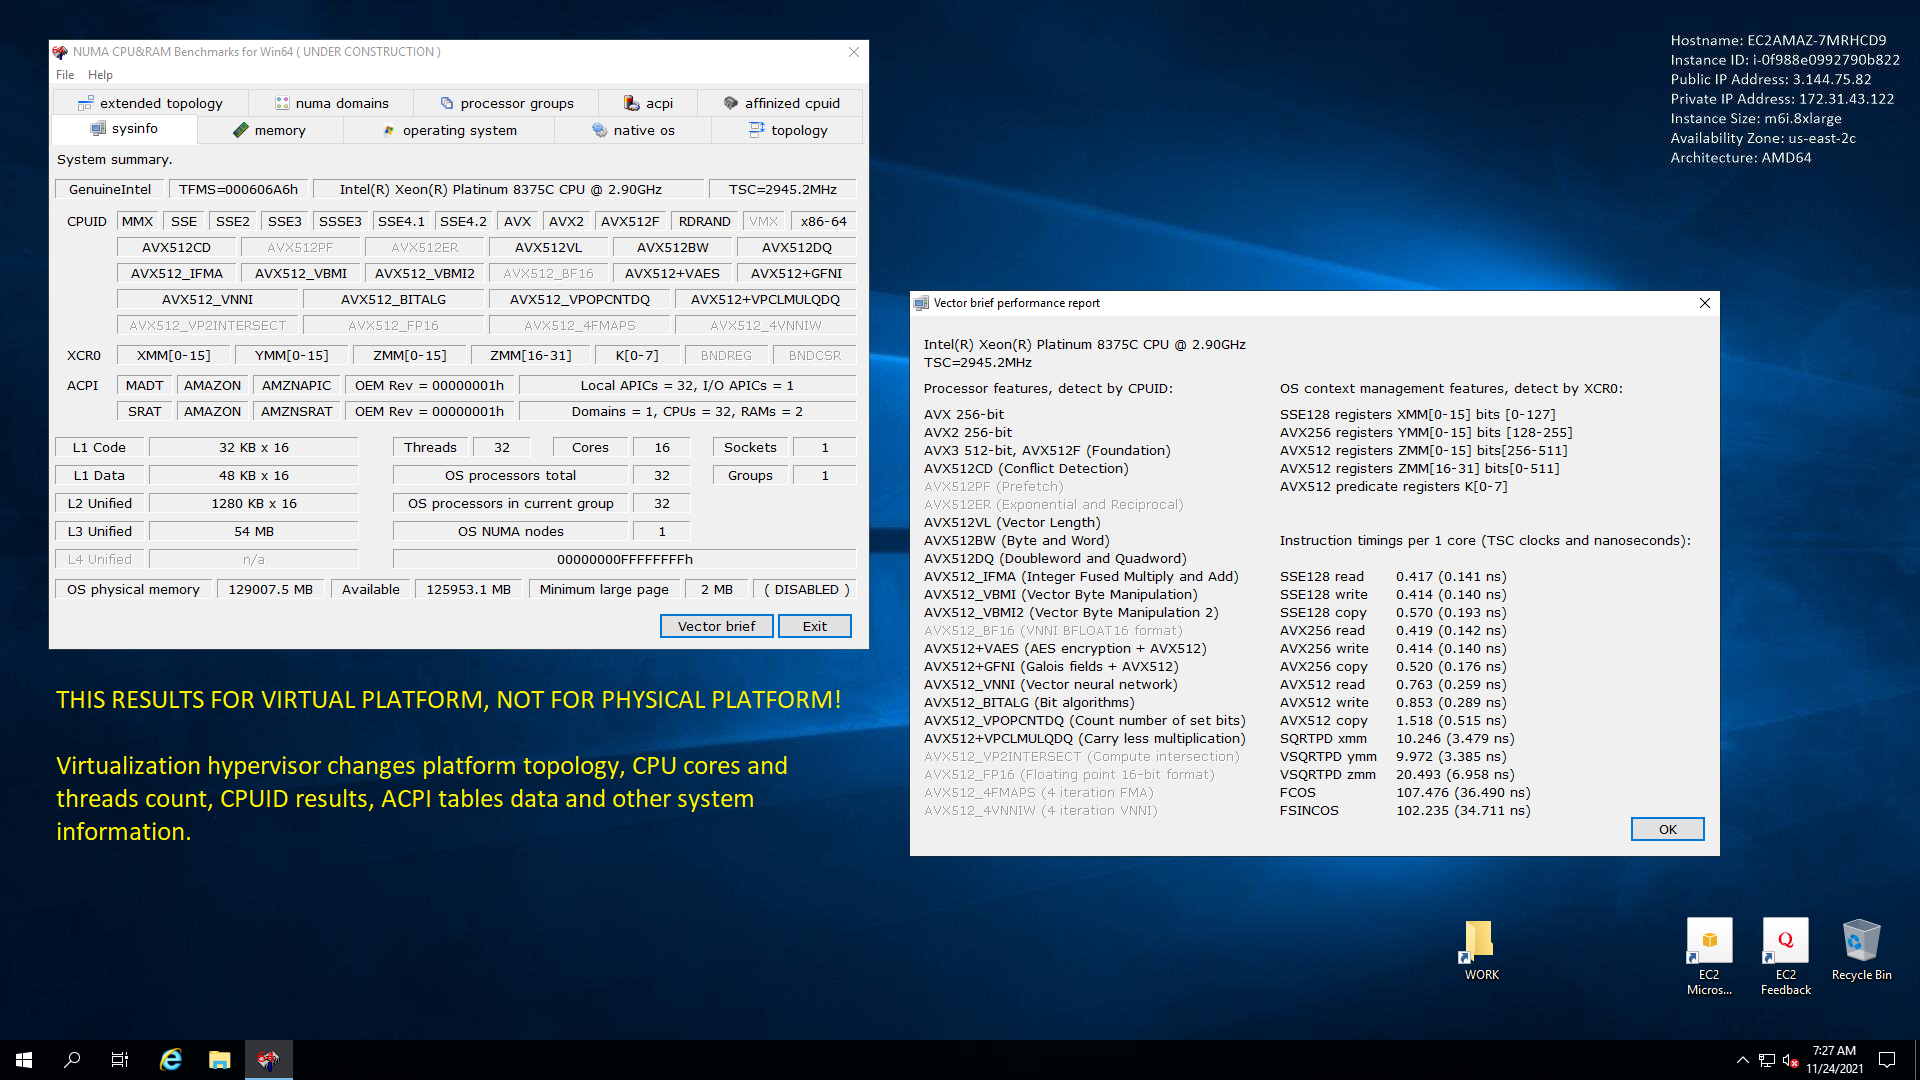 NUMA CPU&RAM Benchmarks for Win64 ( UNDER CONSTRUCTION )
File Help
extended topology numa domains processor groups acpi affinized cpuid
sysinfo memory operating system native os topology
System summary.
GenuineIntel TFMS=000606A6h Intel(R) Xeon(R) Platinum 8375C CPU @ 2.90GHz TSC=2945.2MHz
CPUID MMX SSE SSE2 SSE3 SSSE3 SSE4.1 SSE4.2 AVX AVX2 AVX512F RDRAND VMX x86-64
AVX512CD AVX512PF AVX512ER AVX512VL AVX512BW AVX512DQ
AVX512_IFMA AVX512_VBMI AVX512_VBMI2 AVX512_BF16 AVX512+VAES AVX512+GFNI
AVX512_VNNI AVX512_BITALG AVX512_VPOPCNTDQ AVX512+VPCLMULQDQ
AVX512_VP2INTERSECT AVX512_FP16 AVX512_4FMAPS AVX512_4VNNIW
XCR0 XMM[0-15] YMM[0-15] ZMM[0-15] ZMM[16-31] K[0-7] BNDREG BNDCSR
ACPI MADT AMAZON AMZNAPIC OEM Rev = 00000001h Local APICs = 32, I/O APICs = 1
SRAT AMAZON AMZNSRAT OEM Rev = 00000001h Domains = 1, CPUs = 32, RAMs = 2
L1 Code 32 KB x 16 Threads 32 Cores 16 Sockets 1
L1 Data 48 KB x 16 OS processors total 32 Groups 1
L2 Unified 1280 KB x 16 OS processors in current group 32
L3 Unified 54 MB OS NUMA nodes 1
L4 Unified n/a 00000000FFFFFFFFh
OS physical memory 129007.5 MB Available 125953.1 MB Minimum large page 2 MB ( DISABLED )
Vector brief Exit
THIS RESULTS FOR VIRTUAL PLATFORM, NOT FOR PHYSICAL PLATFORM!
Virtualization hypervisor changes platform topology, CPU cores and
threads count, CPUID results, ACPI tables data and other system
information.
Hostname: EC2AMAZ-7MRHCD9
Instance ID: i-0f988e0992790b822
Public IP Address: 3.144.75.82
Private IP Address: 172.31.43.122
Instance Size: m6i.8xlarge
Availability Zone: us-east-2c
Architecture: AMD64
Vector brief performance report
Intel(R) Xeon(R) Platinum 8375C CPU @ 2.90GHz
TSC=2945.2MHz
Processor features, detect by CPUID:
AVX 256-bit
AVX2 256-bit
AVX3 512-bit, AVX512F (Foundation)
AVX512CD (Conflict Detection)
AVX512PF (Prefetch)
AVX512ER (Exponential and Reciprocal)
AVX512VL (Vector Length)
AVX512BW (Byte and Word)
AVX512DQ (Doubleword and Quadword)
AVX512_IFMA (Integer Fused Multiply and Add)
AVX512_VBMI (Vector Byte Manipulation)
AVX512_VBMI2 (Vector Byte Manipulation 2)
AVX512_BF16 (VNNI BFLOAT16 format)
AVX512+VAES (AES encryption + AVX512)
AVX512+GFNI (Galois fields + AVX512)
AVX512_VNNI (Vector neural network)
AVX512_BITALG (Bit algorithms)
AVX512_VPOPCNTDQ (Count number of set bits)
AVX512+VPCLMULQDQ (Carry less multiplication)
AVX512_VP2INTERSECT (Compute intersection)
AVX512_FP16 (Floating point 16-bit format)
AVX512_4FMAPS (4 iteration FMA)
AVX512_4VNNIW (4 iteration VNNI)
OS context management features, detect by XCR0:
SSE128 registers XMM[0-15] bits [0-127]
AVX256 registers YMM[0-15] bits [128-255]
AVX512 registers ZMM[0-15] bits[256-511]
AVX512 registers ZMM[16-31] bits[0-511]
AVX512 predicate registers K[0-7]
Instruction timings per 1 core (TSC clocks and nanoseconds):
SSE128 read 0.417 (0.141 ns)
SSE128 write 0.414 (0.140 ns)
SSE128 copy 0.570 (0.193 ns)
AVX256 read 0.419 (0.142 ns)
AVX256 write 0.414 (0.140 ns)
AVX256 copy 0.520 (0.176 ns)
AVX512 read 0.763 (0.259 ns)
AVX512 write 0.853 (0.289 ns)
AVX512 copy 1.518 (0.515 ns)
SQRTPD xmm 10.246 (3.479 ns)
VSQRTPD ymm 9.972 (3.385 ns)
VSQRTPD zmm 20.493 (6.958 ns)
FCOS 107.476 (36.490 ns)
FSINCOS 102.235 (34.711 ns)
OK
WORK
EC2
Micros...
EC2
Feedback
Recycle Bin
7:27 AM
11/24/2021